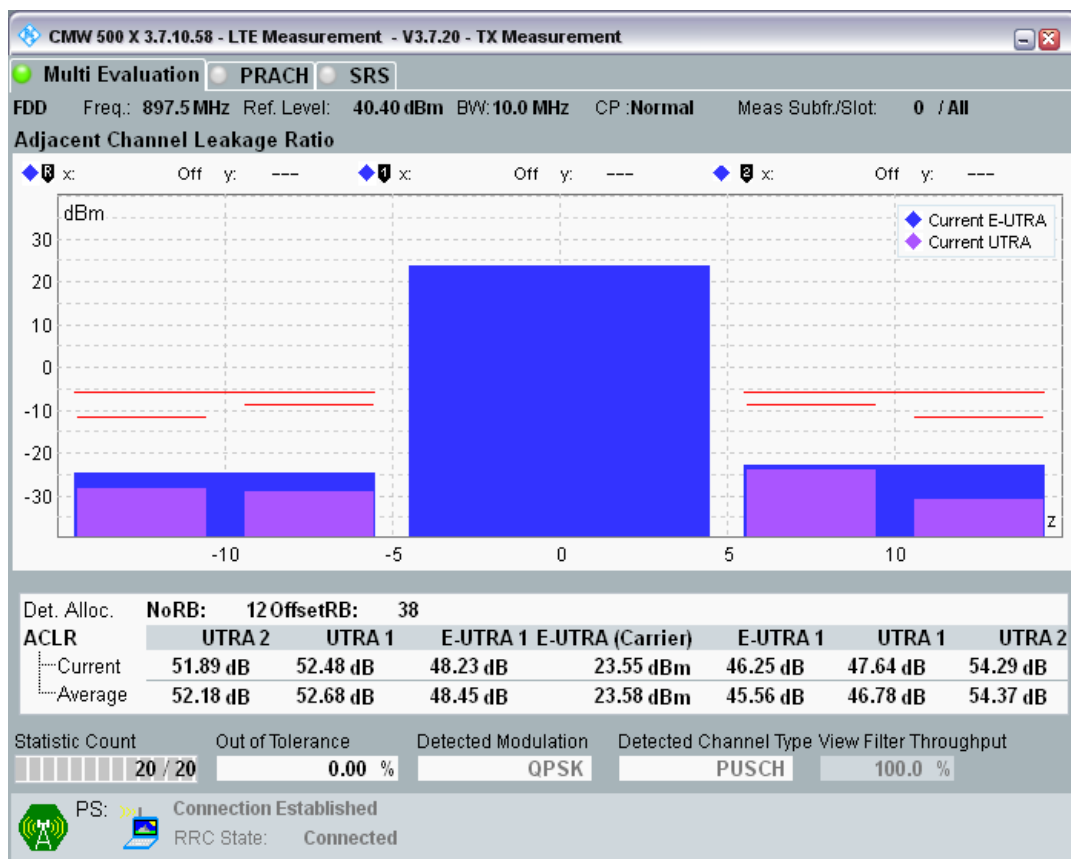 CMW 500 X 3.7.10.58 - LTE Measurement - V3.7.20 - TX Measurement
Multi Evaluation PRACH SRS
FDD Freq.: 897.5 MHz Ref. Level: 40.40 dBm BW: 10.0 MHz CP :Normal Meas Subfr./Slot: 0 / All
Adjacent Channel Leakage Ratio
R x: Off y: --- 1 x: Off y: --- 2 x: Off y: ---
dBm
Current E-UTRA
Current UTRA
30
20
10
0
-10
-20
-30
z
-10 -5 0 5 10
Det. Alloc. NoRB: 12 OffsetRB: 38
ACLR UTRA 2 UTRA 1 E-UTRA 1 E-UTRA (Carrier) E-UTRA 1 UTRA 1 UTRA 2
Current 51.89 dB 52.48 dB 48.23 dB 23.55 dBm 46.25 dB 47.64 dB 54.29 dB
Average 52.18 dB 52.68 dB 48.45 dB 23.58 dBm 45.56 dB 46.78 dB 54.37 dB
Statistic Count Out of Tolerance Detected Modulation Detected Channel Type View Filter Throughput
20 / 20 0.00 % QPSK PUSCH 100.0 %
PS: Connection Established
RRC State: Connected